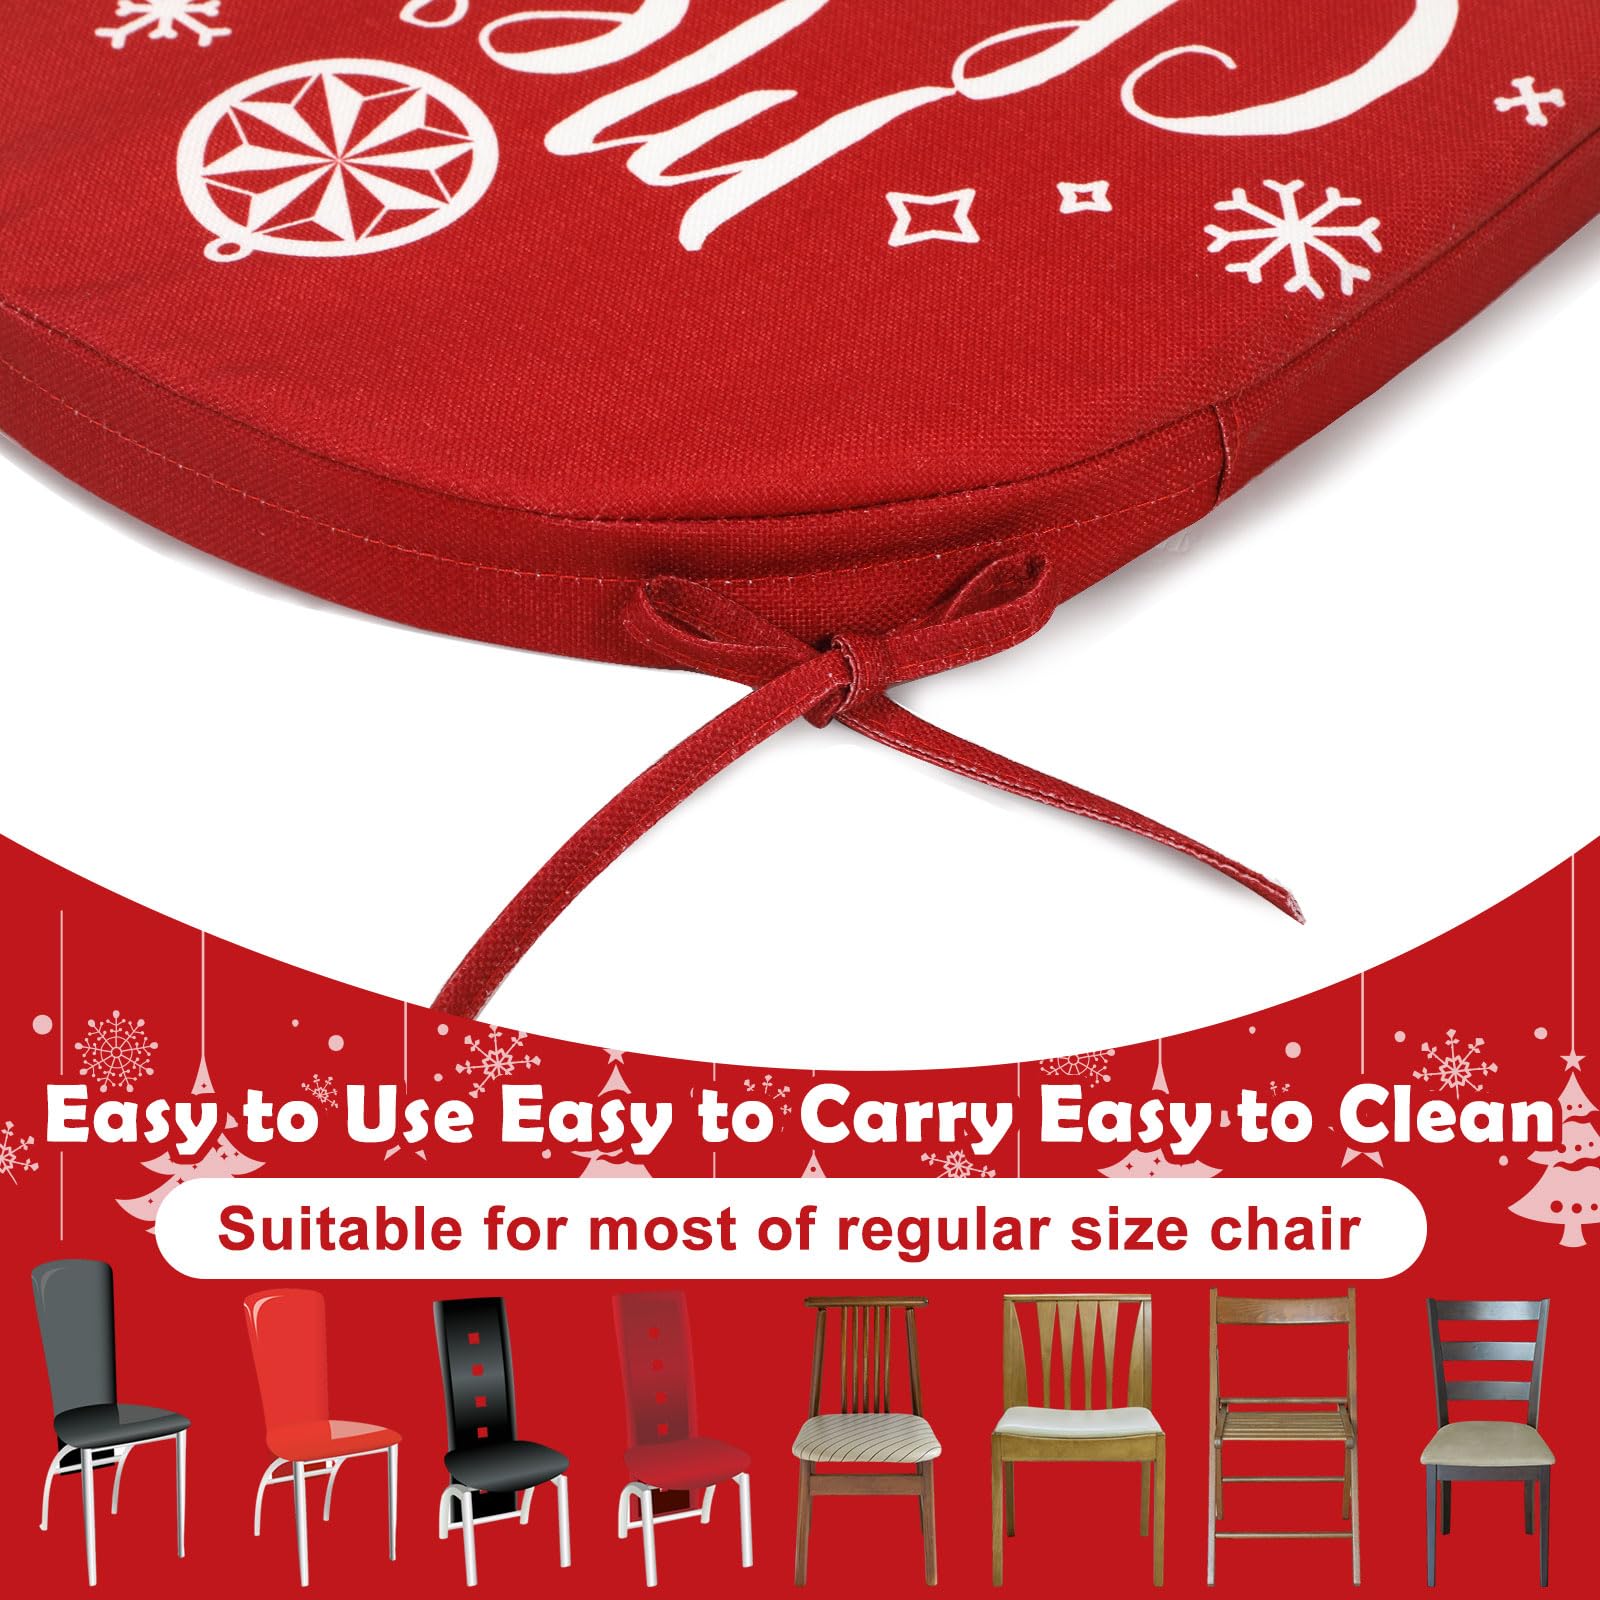 Easy to Use Easy to Carry Easy to Clean
Suitable for most of regular size chair